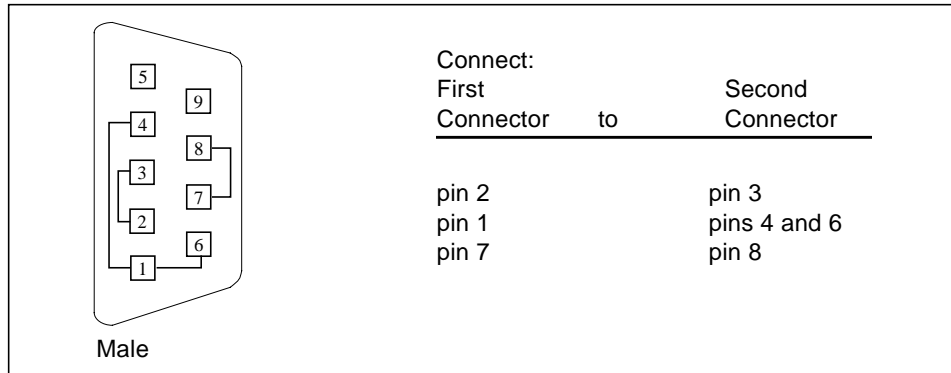 5
9
4
8
3
7
2
6
1
Male
Connect:
First Second
Connector to Connector
pin 2 pin 3
pin 1 pins 4 and 6
pin 7 pin 8